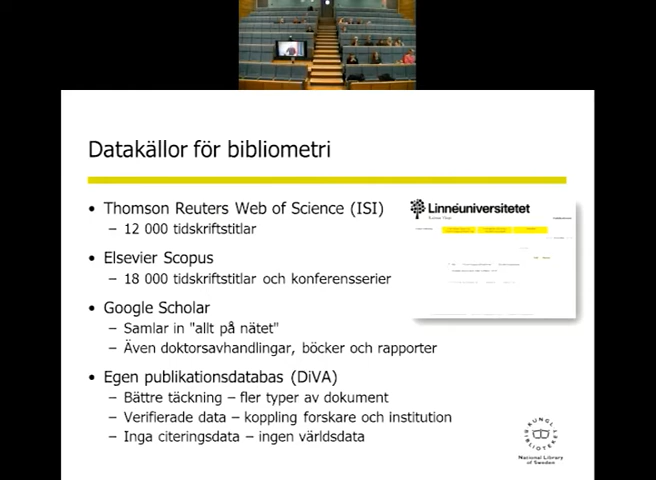 Datakällor för bibliometri
• Thomson Reuters Web of Science (ISI)
– 12 000 tidskriftstitlar
• Elsevier Scopus
– 18 000 tidskriftstitlar och konferensserier
• Google Scholar
– Samlar in "allt på nätet"
– Även doktorsavhandlingar, böcker och rapporter
• Egen publikationsdatabas (DiVA)
– Bättre täckning – fler typer av dokument
– Verifierade data – koppling forskare och institution
– Inga citeringsdata – ingen världsdata
Linnéuniversitetet
KUNGL
BIBLIOTEKET
National Library
of Sweden